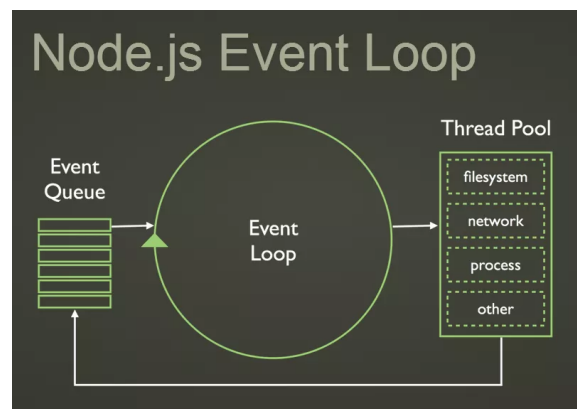 Node.js Event Loop
Event
Queue
Event
Loop
Thread Pool
filesystem
network
process
other